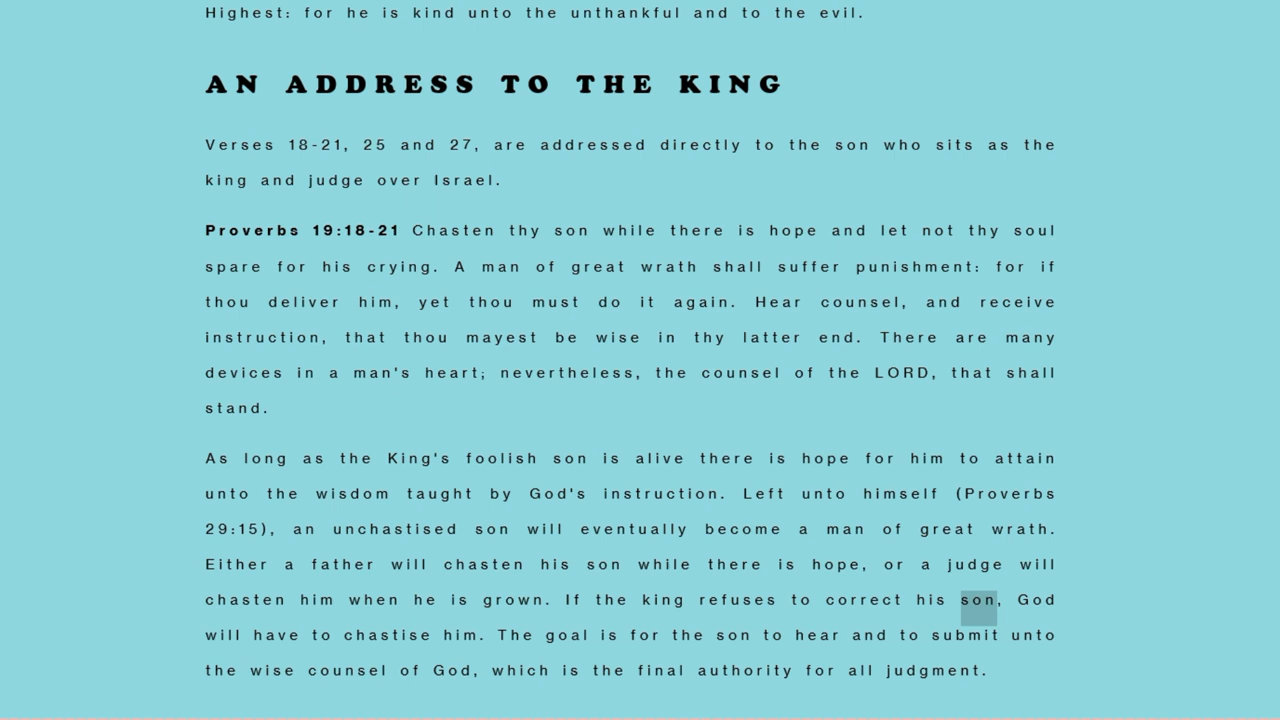 Highest: for he is kind unto the unthankful and to the evil.
AN ADDRESS TO THE KING
Verses 18-21, 25 and 27, are addressed directly to the son who sits as the
king and judge over Israel.
Proverbs 19:18-21 Chasten thy son while there is hope and let not thy soul
spare for his crying. A man of great wrath shall suffer punishment: for if
thou deliver him, yet thou must do it again. Hear counsel, and receive
instruction, that thou mayest be wise in thy latter end. There are many
devices in a man's heart; nevertheless, the counsel of the LORD, that shall
stand.
As long as the King's foolish son is alive there is hope for him to attain
unto the wisdom taught by God's instruction. Left unto himself (Proverbs
29:15), an unchastised son will eventually become a man of great wrath.
Either a father will chasten his son while there is hope, or a judge will
chasten him when he is grown. If the king refuses to correct his son, God
will have to chastise him. The goal is for the son to hear and to submit unto
the wise counsel of God, which is the final authority for all judgment.